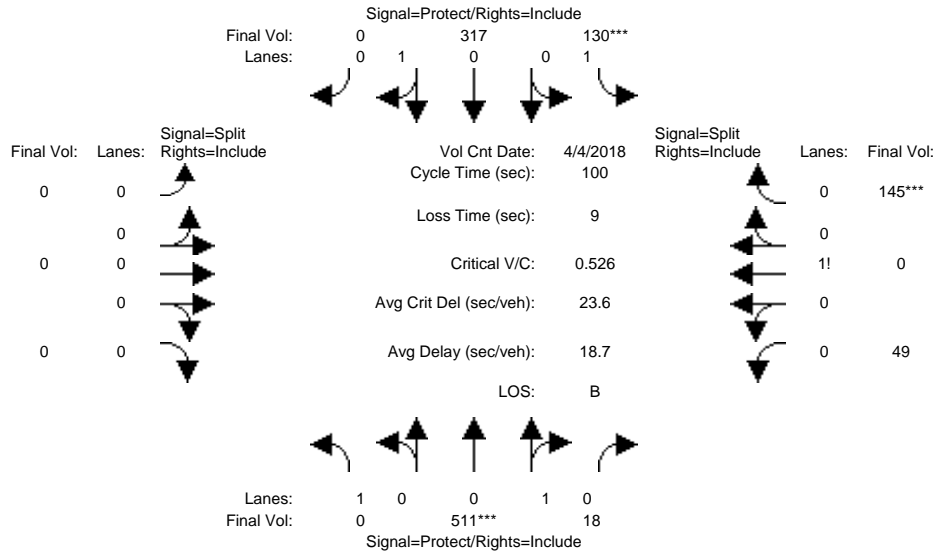 Signal=Protect/Rights=Include
Final Vol: 0 317 130***
Lanes: 0 1 0 0 1
Signal=Split
Final Vol: Lanes: Rights=Include
Vol Cnt Date: 4/4/2018
Signal=Split
Rights=Include Lanes: Final Vol:
Cycle Time (sec): 100
0 0
0 145***
Loss Time (sec): 9
0
0
0 0
Critical V/C: 0.526
1! 0
0
Avg Crit Del (sec/veh): 23.6
0
0 0
Avg Delay (sec/veh): 18.7
0 49
LOS: B
Lanes: 1 0 0 1 0
Final Vol: 0 511*** 18
Signal=Protect/Rights=Include